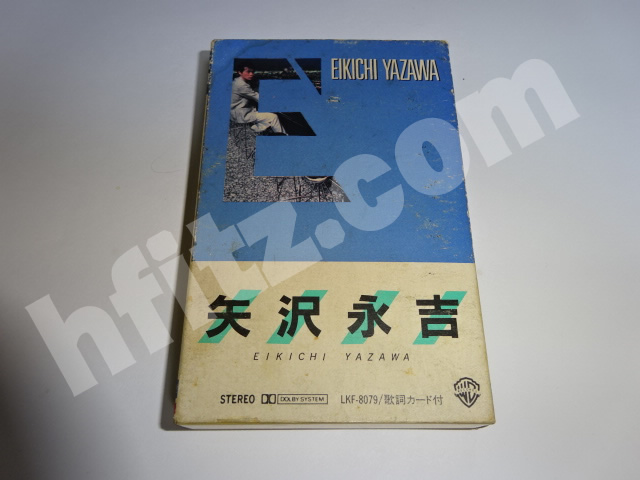 E
EIKICHI YAZAWA
矢沢永吉
EIKICHI YAZAWA
STEREO DOLBY SYSTEM LKF-8079/歌詞カード付
hfitz.com